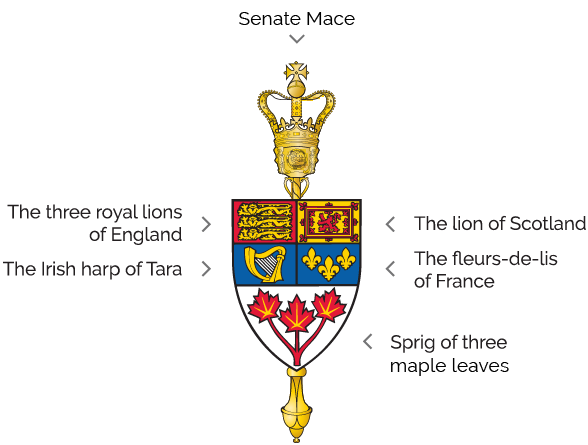 Senate Mace
The three royal lions
of England
The lion of Scotland
The Irish harp of Tara
The fleurs-de-lis
of France
Sprig of three
maple leaves